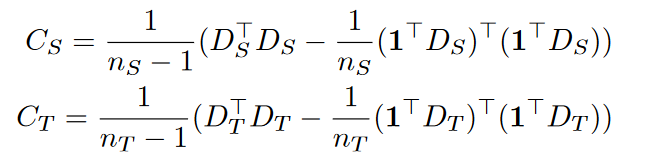 $C_S = \frac{1}{n_S - 1}(D_S^\top D_S - \frac{1}{n_S}(\mathbf{1}^\top D_S)^\top(\mathbf{1}^\top D_S))$
$C_T = \frac{1}{n_T - 1}(D_T^\top D_T - \frac{1}{n_T}(\mathbf{1}^\top D_T)^\top(\mathbf{1}^\top D_T))$